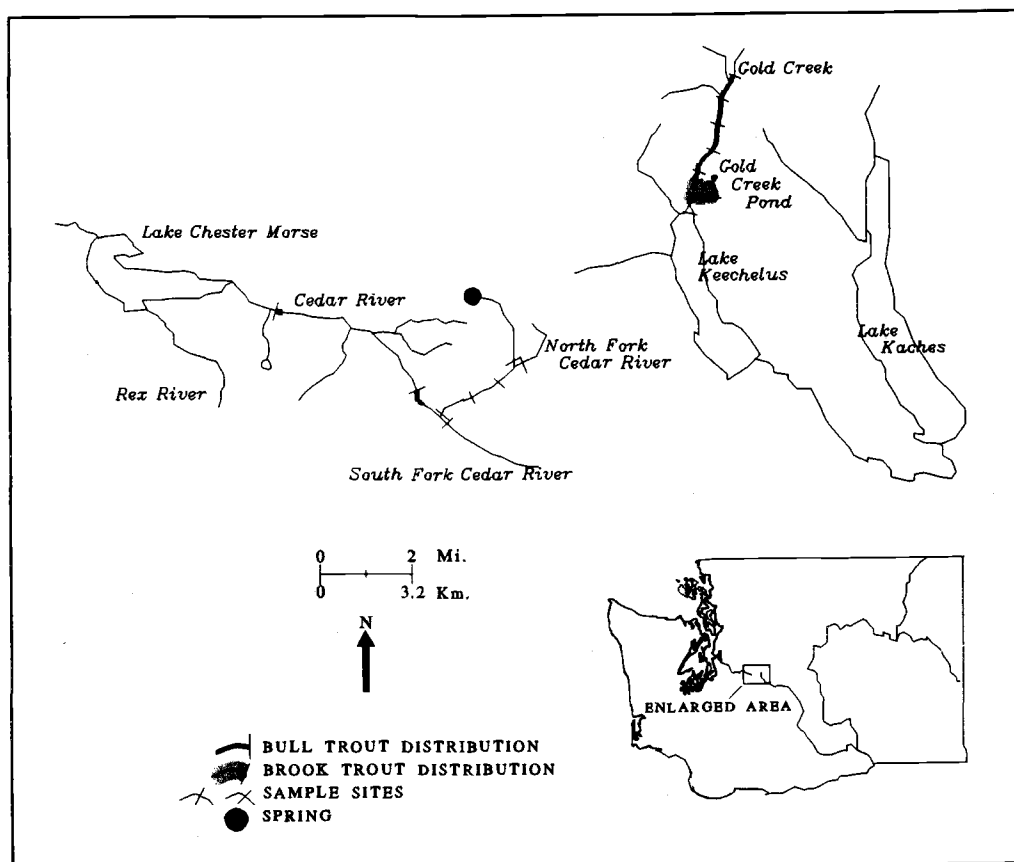 Gold Creek
Gold
Creek
Pond
Lake Chester Morse
Lake
Keechelus
Cedar River
North Fork
Cedar River
Lake
Kaches
Rex River
South Fork Cedar River
0 2 Mi.
0 3.2 Km.
N
ENLARGED AREA
BULL TROUT DISTRIBUTION
BROOK TROUT DISTRIBUTION
SAMPLE SITES
SPRING